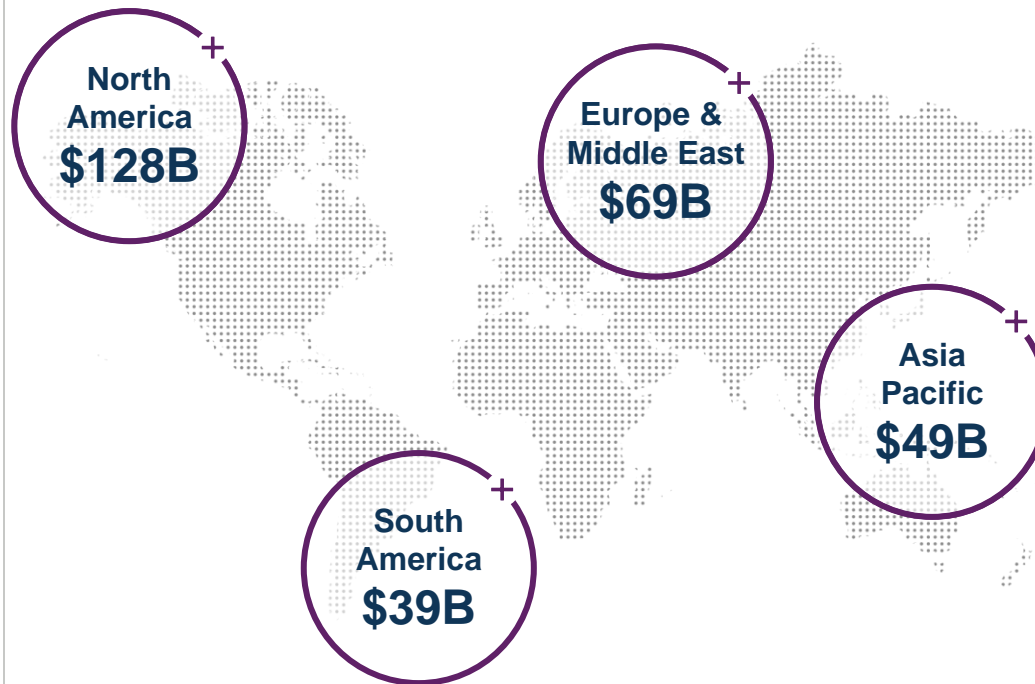 North
America
$128B
Europe &
Middle East
$69B
Asia
Pacific
$49B
South
America
$39B